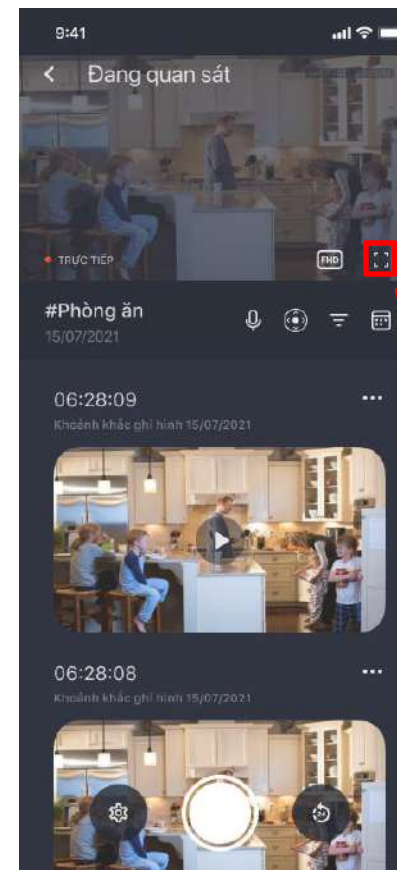 9:41
Đang quan sát
TRỰC TIẾP
FHD
#Phòng ăn
15/07/2021
06:28:09
Khoảnh khắc ghi hình 15/07/2021
06:28:08
Khoảnh khắc ghi hình 15/07/2021
24